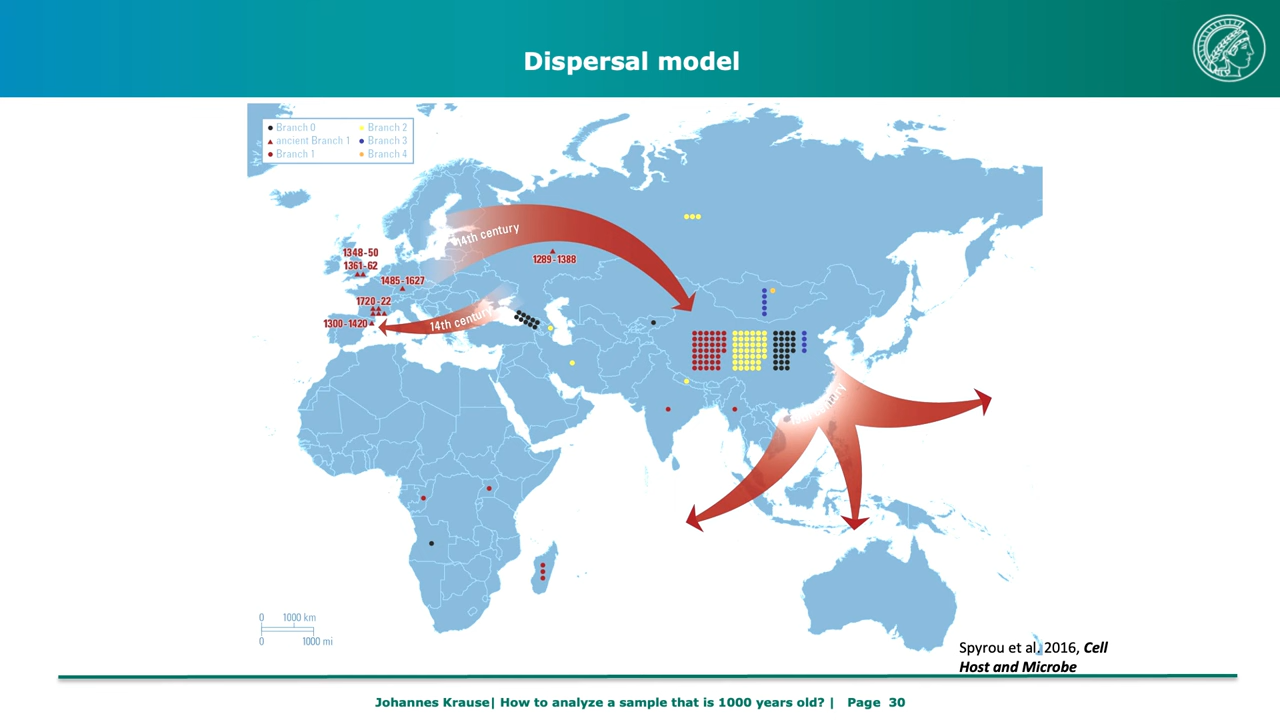 Dispersal model
Branch 0
Branch 2
ancient Branch 1
Branch 3
Branch 1
Branch 4
14th century
1348-50
1361-62
1289-1388
1485-1627
1720-22
1300-1420
14th century
century
0 1000 km
0 1000 mi
Spyrou et al. 2016, Cell
Host and Microbe
Johannes Krause| How to analyze a sample that is 1000 years old? | Page 30